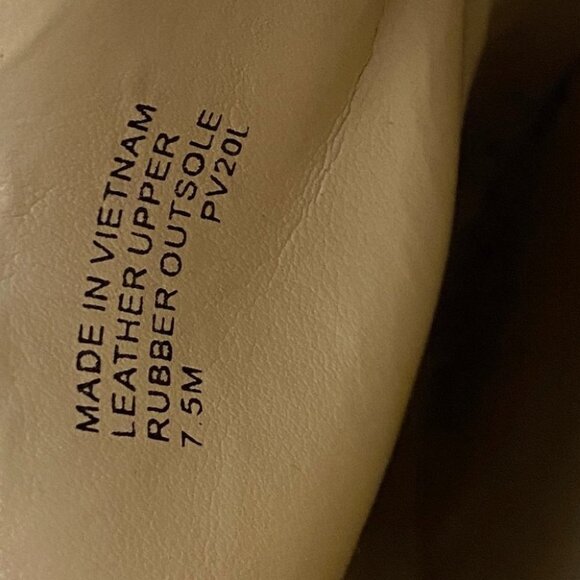 MADE IN VIETNAM
LEATHER UPPER
RUBBER OUTSOLE
7.5M PV20L